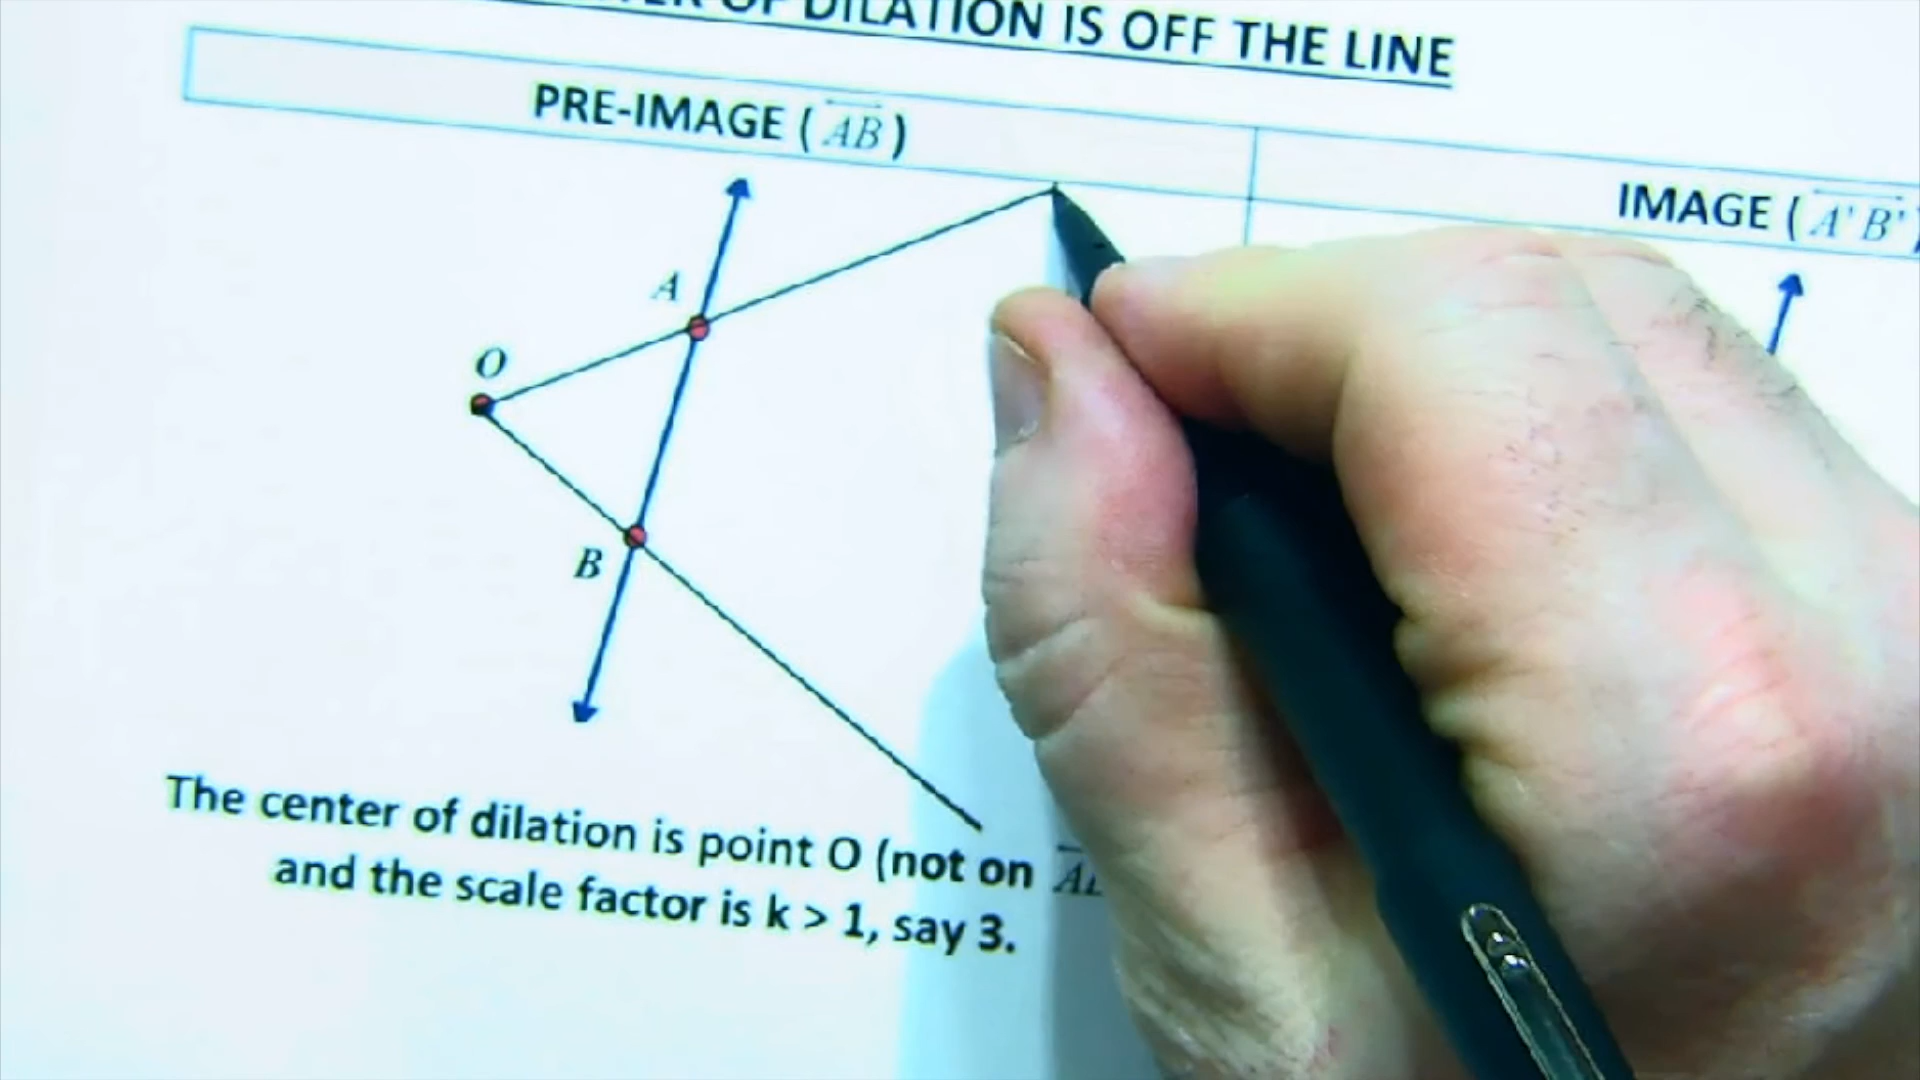 OF DILATION IS OFF THE LINE
PRE-IMAGE ( AB )
IMAGE ( A' B' )
A
O
B
The center of dilation is point O (not on
and the scale factor is k > 1, say 3.